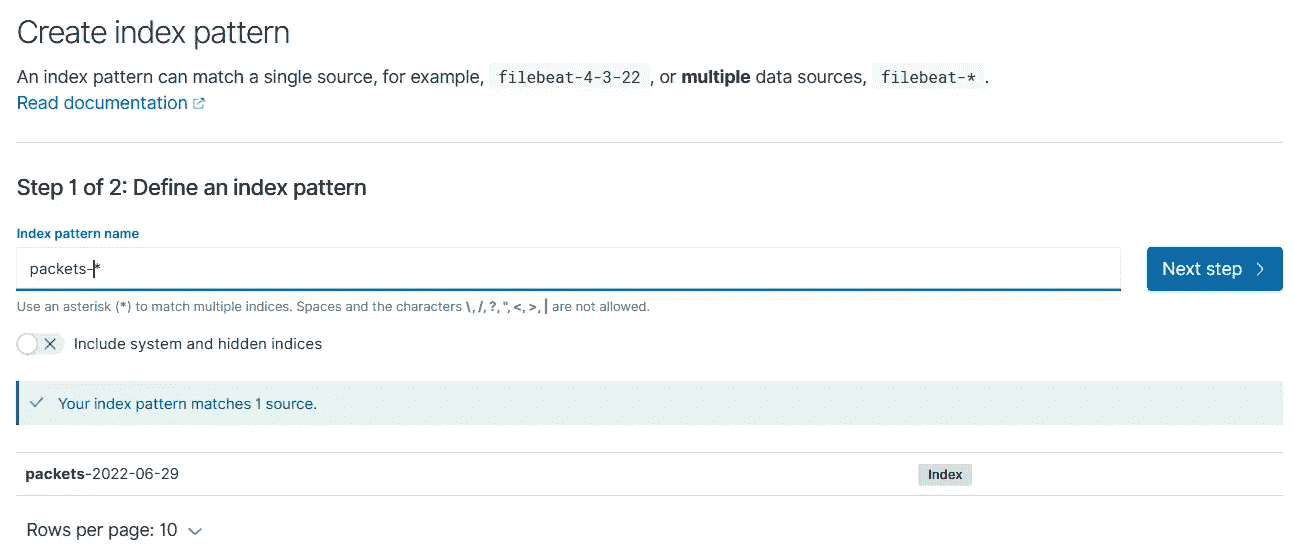 Create index pattern
An index pattern can match a single source, for example, filebeat-4-3-22 , or multiple data sources, filebeat-* .
Read documentation
Step 1 of 2: Define an index pattern
Index pattern name
packets-*
Next step
Use an asterisk (*) to match multiple indices. Spaces and the characters \, /, ?, ", <, >, | are not allowed.
Include system and hidden indices
Your index pattern matches 1 source.
packets-2022-06-29 Index
Rows per page: 10